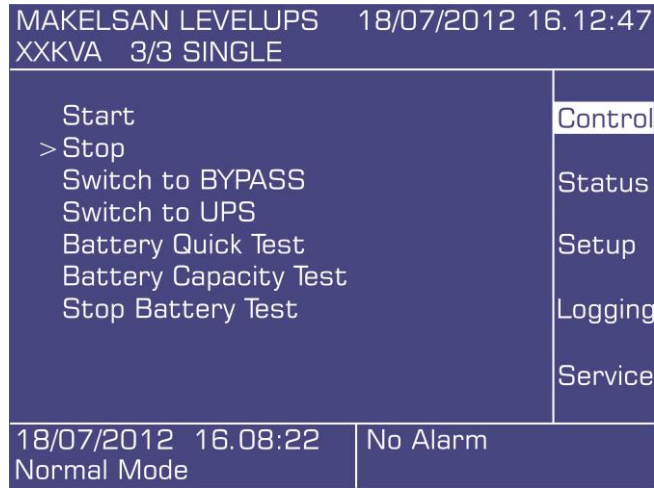 MAKELSAN LEVELUPS 18/07/2012 16.12:47
XXKVA 3/3 SINGLE
Start
> Stop
Switch to BYPASS
Switch to UPS
Battery Quick Test
Battery Capacity Test
Stop Battery Test
Control
Status
Setup
Logging
Service
18/07/2012 16.08:22
Normal Mode
No Alarm